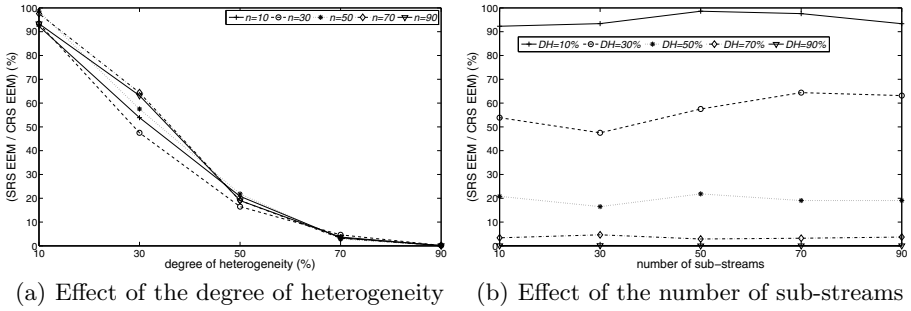 (SRS EEM / CRS EEM) (%)
100
90
80
70
60
50
40
30
20
10
0
n=10 n=30 n=50 n=70 n=90
10 30 50 70 90
degree of heterogeneity (%)
(a) Effect of the degree of heterogeneity
(SRS EEM / CRS EEM) (%)
100
90
80
70
60
50
40
30
20
10
0
DH=10% DH=30% DH=50% DH=70% DH=90%
10 30 50 70 90
number of sub−streams
(b) Effect of the number of sub-streams